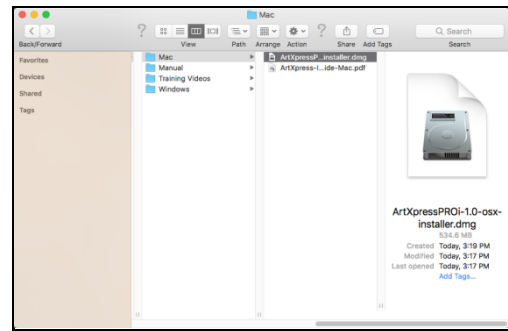 Mac
Back/Forward View Path Arrange Action Share Add Tags Search
Search
Favorites
Devices
Shared
Tags
Mac
Manual
Training Videos
Windows
ArtXpressP...installer.dmg
ArtXpress-I...ide-Mac.pdf
ArtXpressPROi-1.0-osx-
installer.dmg
534.6 MB
Created Today, 3:19 PM
Modified Today, 3:17 PM
Last opened Today, 3:17 PM
Add Tags...